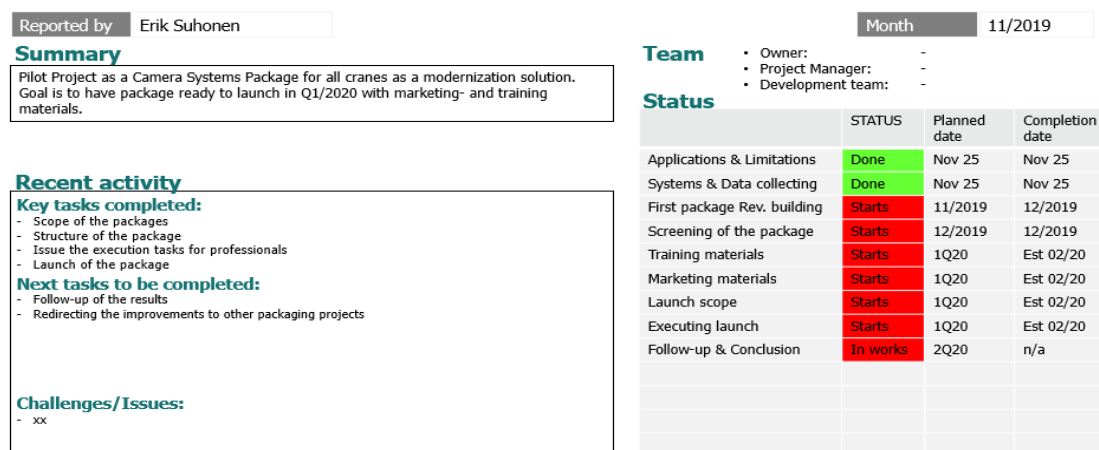 Reported by Erik Suhonen
Month 11/2019
Summary
Pilot Project as a Camera Systems Package for all cranes as a modernization solution.
Goal is to have package ready to launch in Q1/2020 with marketing- and training
materials.
Recent activity
Key tasks completed:
- Scope of the packages
- Structure of the package
- Issue the execution tasks for professionals
- Launch of the package
Next tasks to be completed:
- Follow-up of the results
- Redirecting the improvements to other packaging projects
Challenges/Issues:
- xx
Team
• Owner: -
• Project Manager: -
• Development team: -
Status
STATUS Planned Completion
date date
Applications & Limitations Done Nov 25 Nov 25
Systems & Data collecting Done Nov 25 Nov 25
First package Rev. building Starts 11/2019 12/2019
Screening of the package Starts 12/2019 12/2019
Training materials Starts 1Q20 Est 02/20
Marketing materials Starts 1Q20 Est 02/20
Launch scope Starts 1Q20 Est 02/20
Executing launch Starts 1Q20 Est 02/20
Follow-up & Conclusion In works 2Q20 n/a